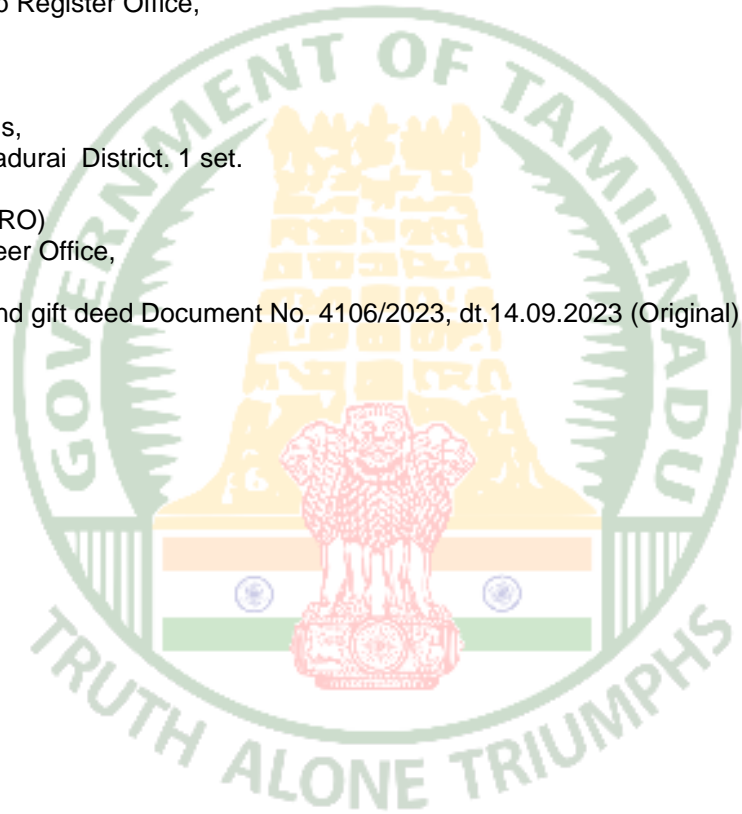 Register Office,
s,
adurai District. 1 set.
RO)
eer Office,
nd gift deed Document No. 4106/2023, dt.14.09.2023 (Original)
GOVERNMENT OF TAMILNADU
TRUTH ALONE TRIUMPHS